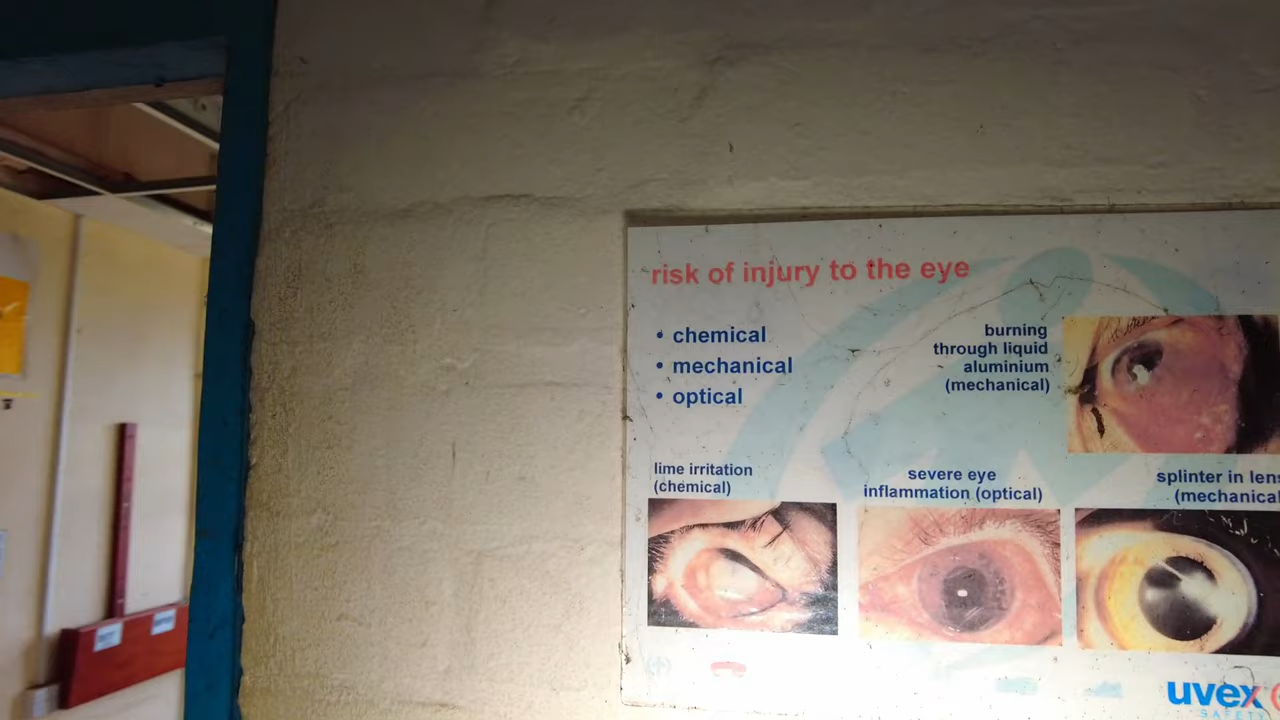 risk of injury to the eye
• chemical
• mechanical
• optical
burning
through liquid
aluminium
(mechanical)
lime irritation
(chemical)
severe eye
inflammation (optical)
splinter in lens
(mechanical
uvex
SAFETY